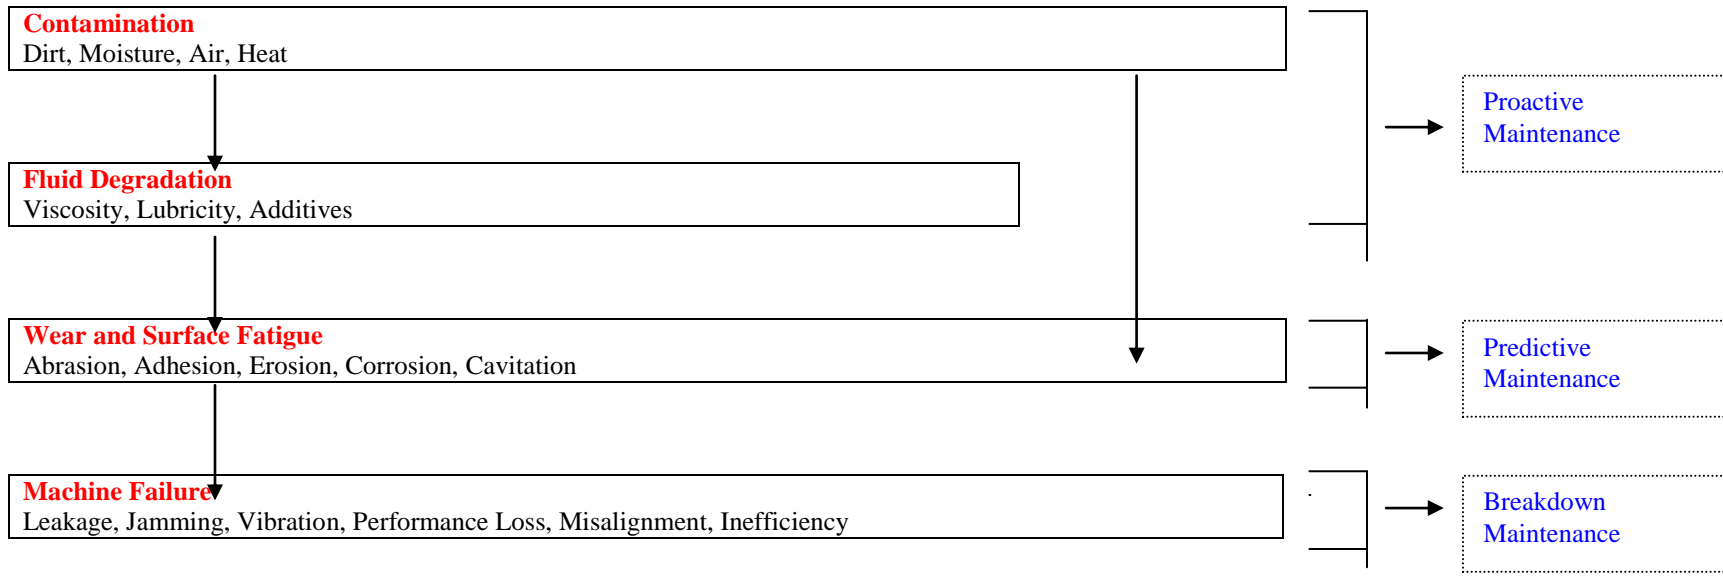 Contamination
Dirt, Moisture, Air, Heat
Proactive
Maintenance
Fluid Degradation
Viscosity, Lubricity, Additives
Wear and Surface Fatigue
Abrasion, Adhesion, Erosion, Corrosion, Cavitation
Predictive
Maintenance
Machine Failure
Leakage, Jamming, Vibration, Performance Loss, Misalignment, Inefficiency
Breakdown
Maintenance